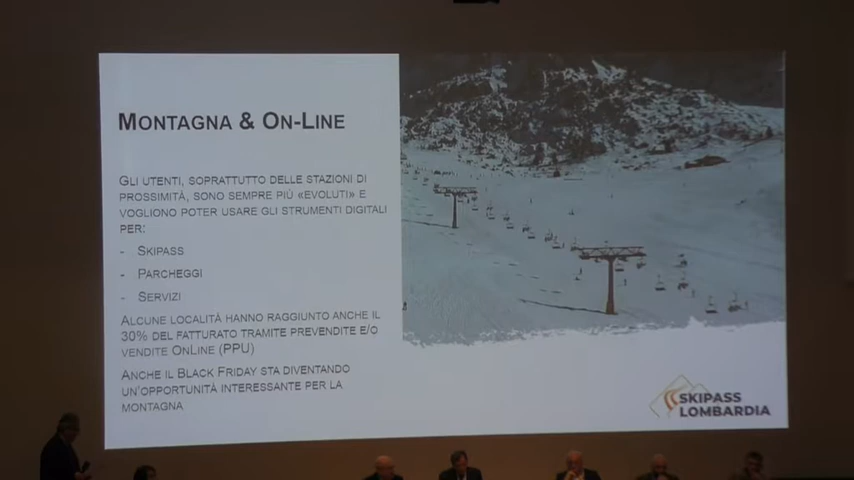 MONTAGNA & ON-LINE
GLI UTENTI, SOPRATTUTTO DELLE STAZIONI DI
PROSSIMITÀ, SONO SEMPRE PIÙ «EVOLUTI» E
VOGLIONO POTER USARE GLI STRUMENTI DIGITALI
PER:
- SKIPASS
- PARCHEGGI
- SERVIZI
ALCUNE LOCALITÀ HANNO RAGGIUNTO ANCHE IL
30% DEL FATTURATO TRAMITE PREVENDITE E/O
VENDITE ONLINE (PPU)
ANCHE IL BLACK FRIDAY STA DIVENTANDO
UN'OPPORTUNITÀ INTERESSANTE PER LA
MONTAGNA
SKIPASS
LOMBARDIA